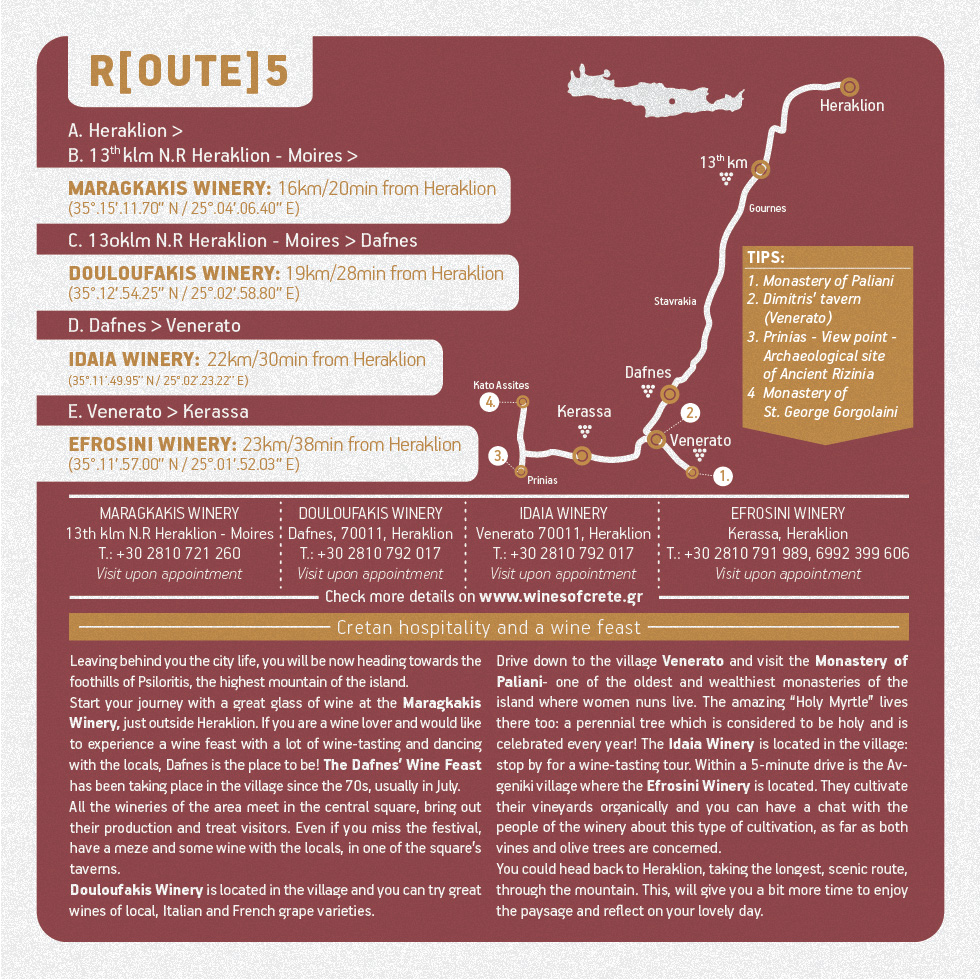 R[OUTE]5
A. Heraklion >
B. 13th klm N.R Heraklion - Moires >
MARAGKAKIS WINERY: 16km/20min from Heraklion
(35°.15'.11.70" N / 25°.04'.06.40" E)
C. 13oklm N.R Heraklion - Moires > Dafnes
DOULOUFAKIS WINERY: 19km/28min from Heraklion
(35°.12'.54.25" N / 25°.02'.58.80" E)
D. Dafnes > Venerato
IDAIA WINERY: 22km/30min from Heraklion
(35°.11'.49.95" N / 25°.02'.23.22" E)
E. Venerato > Kerassa
EFROSINI WINERY: 23km/38min from Heraklion
(35°.11'.57.00" N / 25°.01'.52.03" E)
Heraklion
13th km
Gournes
Stavrakia
Dafnes
Kato Assites
4.
Kerassa
2.
Venerato
3.
Prinias
1.
TIPS:
1. Monastery of Paliani
2. Dimitris' tavern
(Venerato)
3. Prinias - View point -
Archaeological site
of Ancient Rizinia
4 Monastery of
St. George Gorgolaini
MARAGKAKIS WINERY
13th klm N.R Heraklion - Moires
T.: +30 2810 721 260
Visit upon appointment
DOULOUFAKIS WINERY
Dafnes, 70011, Heraklion
T.: +30 2810 792 017
Visit upon appointment
IDAIA WINERY
Venerato 70011, Heraklion
T.: +30 2810 792 017
Visit upon appointment
EFROSINI WINERY
Kerassa, Heraklion
T.: +30 2810 791 989, 6992 399 606
Visit upon appointment
Check more details on www.winesofcrete.gr
Cretan hospitality and a wine feast
Leaving behind you the city life, you will be now heading towards the
foothills of Psiloritis, the highest mountain of the island.
Start your journey with a great glass of wine at the Maragkakis
Winery, just outside Heraklion. If you are a wine lover and would like
to experience a wine feast with a lot of wine-tasting and dancing
with the locals, Dafnes is the place to be! The Dafnes' Wine Feast
has been taking place in the village since the 70s, usually in July.
All the wineries of the area meet in the central square, bring out
their production and treat visitors. Even if you miss the festival,
have a meze and some wine with the locals, in one of the square's
taverns.
Douloufakis Winery is located in the village and you can try great
wines of local, Italian and French grape varieties.
Drive down to the village Venerato and visit the Monastery of
Paliani- one of the oldest and wealthiest monasteries of the
island where women nuns live. The amazing “Holy Myrtle” lives
there too: a perennial tree which is considered to be holy and is
celebrated every year! The Idaia Winery is located in the village:
stop by for a wine-tasting tour. Within a 5-minute drive is the Av-
geniki village where the Efrosini Winery is located. They cultivate
their vineyards organically and you can have a chat with the
people of the winery about this type of cultivation, as far as both
vines and olive trees are concerned.
You could head back to Heraklion, taking the longest, scenic route,
through the mountain. This, will give you a bit more time to enjoy
the paysage and reflect on your lovely day.